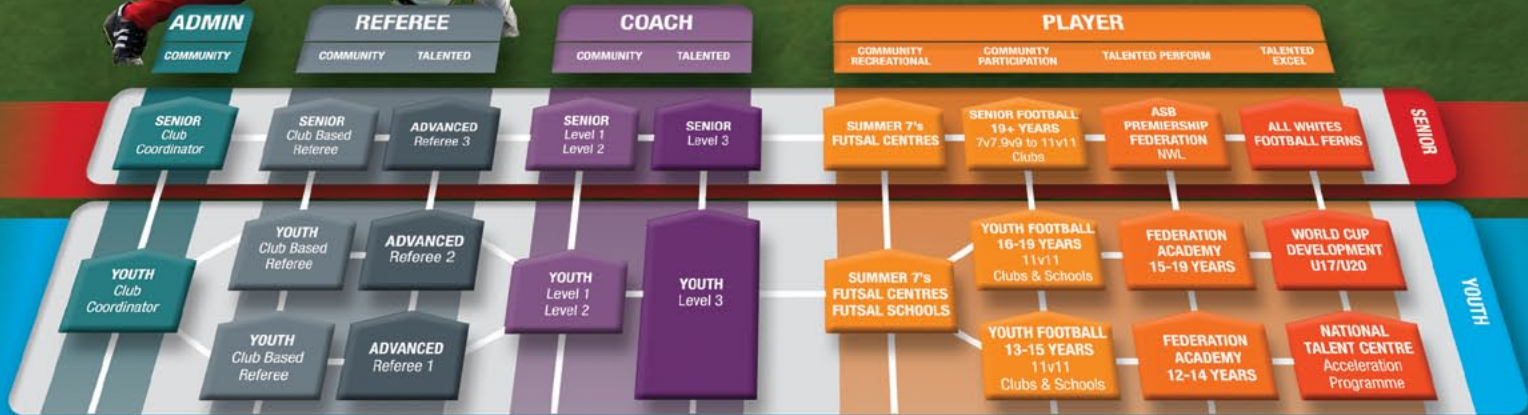 ADMIN
COMMUNITY
REFEREE
COMMUNITY
TALENTED
COACH
COMMUNITY
TALENTED
PLAYER
COMMUNITY
RECREATIONAL
COMMUNITY
PARTICIPATION
TALENTED PERFORM
TALENTED
EXCEL
SENIOR
Club
Coordinator
SENIOR
Club Based
Referee
ADVANCED
Referee 3
SENIOR
Level 1
Level 2
SENIOR
Level 3
SUMMER 7's
FUTSAL CENTRES
SENIOR FOOTBALL
19+ YEARS
7v7,9v9 to 11v11
Clubs
ASB
PREMIERSHIP
FEDERATION
NWL
ALL WHITES
FOOTBALL FERNS
SENIOR
YOUTH
Club
Coordinator
YOUTH
Club Based
Referee
ADVANCED
Referee 2
YOUTH
Club Based
Referee
ADVANCED
Referee 1
YOUTH
Level 1
Level 2
YOUTH
Level 3
SUMMER 7's
FUTSAL CENTRES
FUTSAL SCHOOLS
YOUTH FOOTBALL
16-19 YEARS
11v11
Clubs & Schools
FEDERATION
ACADEMY
15-19 YEARS
WORLD CUP
DEVELOPMENT
U17/U20
YOUTH FOOTBALL
13-15 YEARS
11v11
Clubs & Schools
FEDERATION
ACADEMY
12-14 YEARS
NATIONAL
TALENT CENTRE
Acceleration
Programme
YOUTH